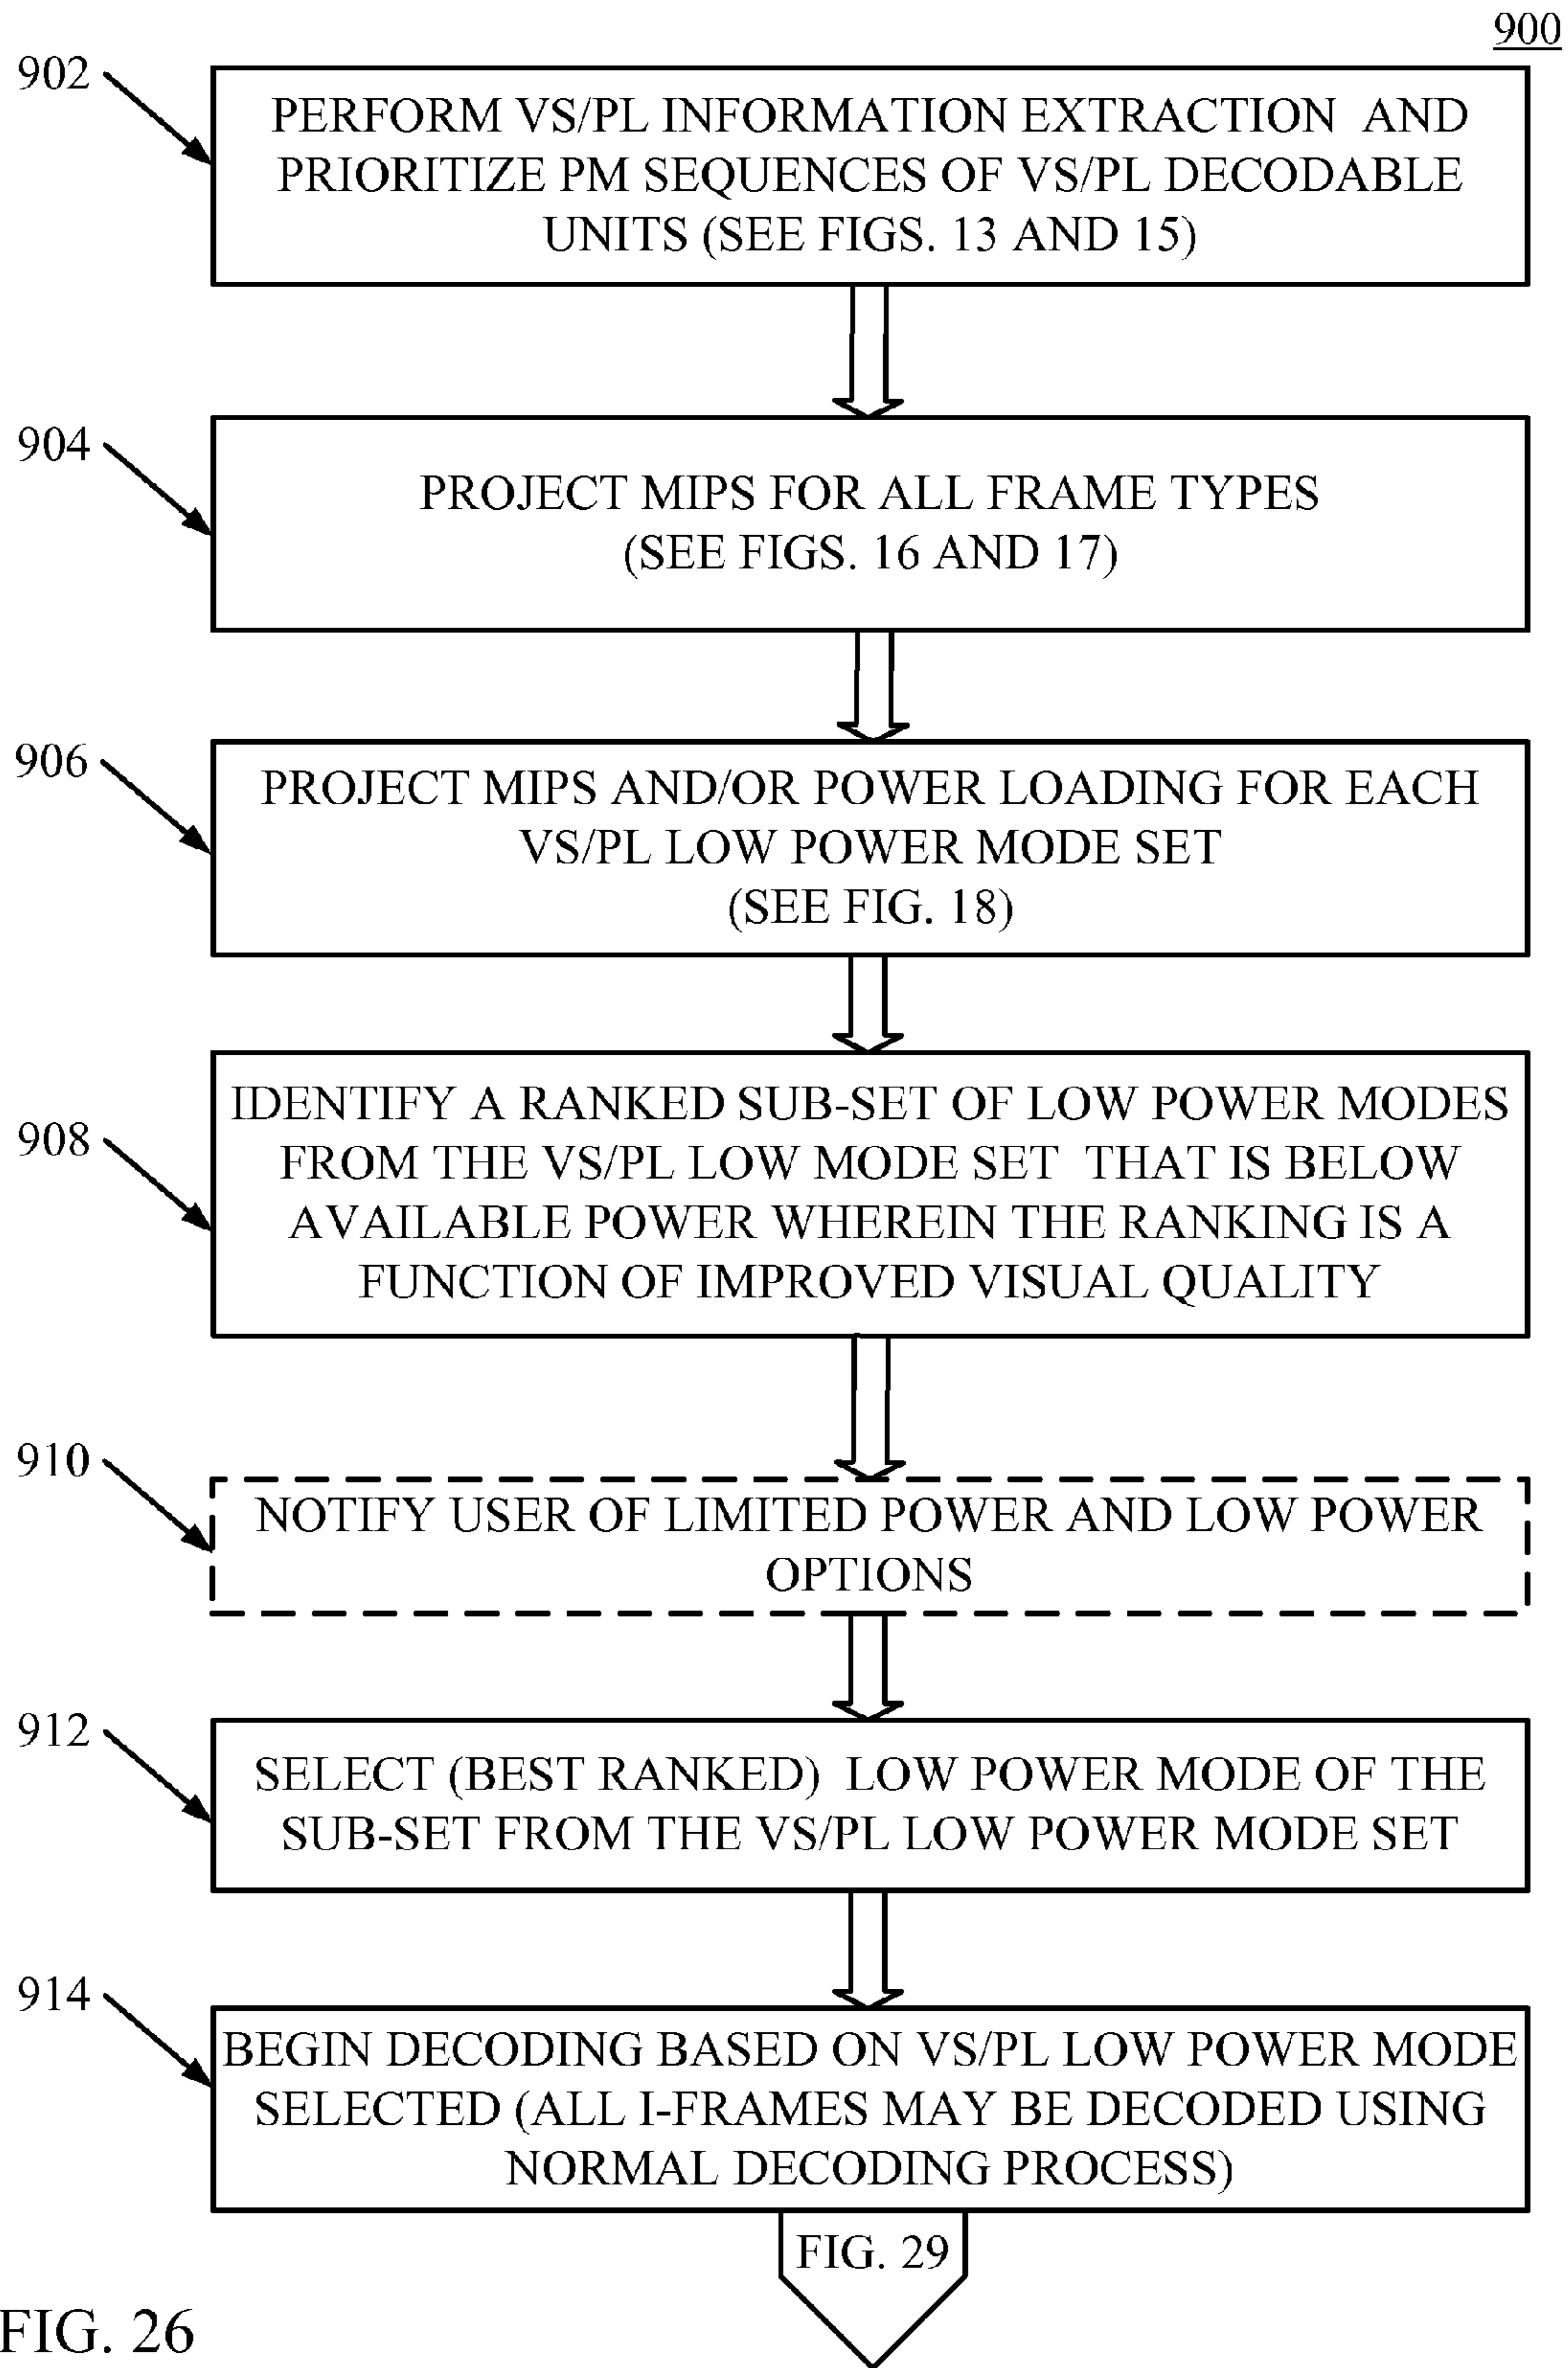 900
902
PERFORM VS/PL INFORMATION EXTRACTION AND
PRIORITIZE PM SEQUENCES OF VS/PL DECODABLE
UNITS (SEE FIGS. 13 AND 15)
904
PROJECT MIPS FOR ALL FRAME TYPES
(SEE FIGS. 16 AND 17)
906
PROJECT MIPS AND/OR POWER LOADING FOR EACH
VS/PL LOW POWER MODE SET
(SEE FIG. 18)
908
IDENTIFY A RANKED SUB-SET OF LOW POWER MODES
FROM THE VS/PL LOW MODE SET THAT IS BELOW
AVAILABLE POWER WHEREIN THE RANKING IS A
FUNCTION OF IMPROVED VISUAL QUALITY
910
NOTIFY USER OF LIMITED POWER AND LOW POWER
OPTIONS
912
SELECT (BEST RANKED) LOW POWER MODE OF THE
SUB-SET FROM THE VS/PL LOW POWER MODE SET
914
BEGIN DECODING BASED ON VS/PL LOW POWER MODE
SELECTED (ALL I-FRAMES MAY BE DECODED USING
NORMAL DECODING PROCESS)
FIG. 29
FIG. 26